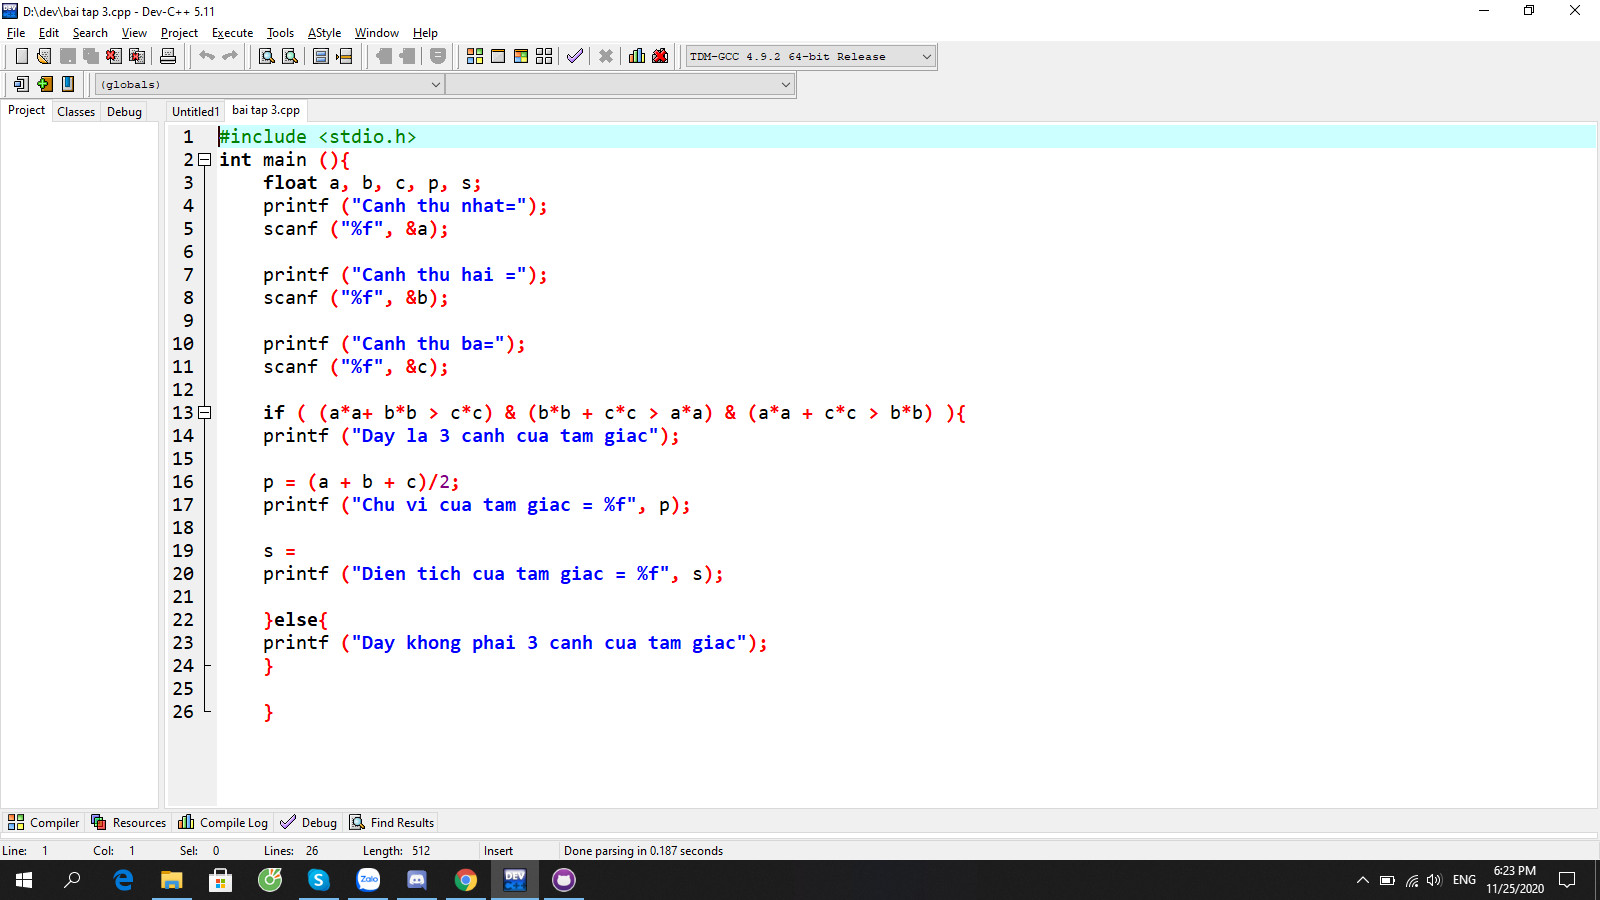 D:\dev\bai tap 3.cpp - Dev-C++ 5.11
File Edit Search View Project Execute Tools AStyle Window Help
TDM-GCC 4.9.2 64-bit Release
(globals)
Project Classes Debug Untitled1 bai tap 3.cpp
1 #include <stdio.h>
2 int main (){
3 float a, b, c, p, s;
4 printf ("Canh thu nhat=");
5 scanf ("%f", &a);
6
7 printf ("Canh thu hai =");
8 scanf ("%f", &b);
9
10 printf ("Canh thu ba=");
11 scanf ("%f", &c);
12
13 if ( (a*a+ b*b > c*c) & (b*b + c*c > a*a) & (a*a + c*c > b*b) ){
14 printf ("Day la 3 canh cua tam giac");
15
16 p = (a + b + c)/2;
17 printf ("Chu vi cua tam giac = %f", p);
18
19 s =
20 printf ("Dien tich cua tam giac = %f", s);
21
22 }else{
23 printf ("Day khong phai 3 canh cua tam giac");
24 }
25
26 }
Compiler Resources Compile Log Debug Find Results
Line: 1 Col: 1 Sel: 0 Lines: 26 Length: 512 Insert Done parsing in 0.187 seconds
S Zalo DEV C++ ENG 6:23 PM
11/25/2020